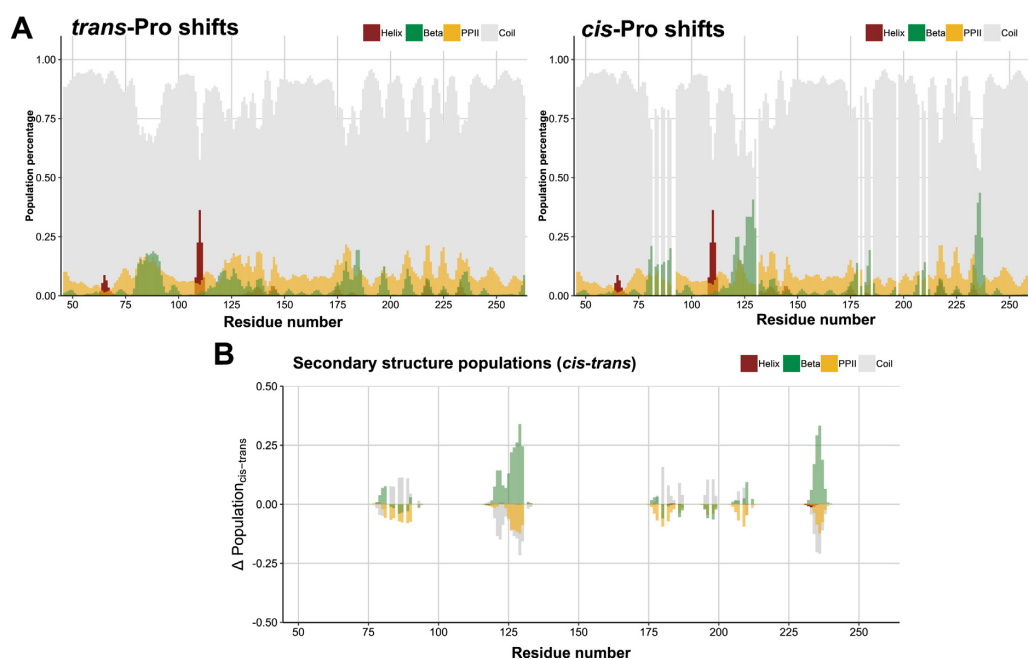 A
trans-Pro shifts
Helix Beta PPII Coil
Population percentage
1.00
0.75
0.50
0.25
0.00
50 75 100 125 150 175 200 225 250
Residue number
cis-Pro shifts
Helix Beta PPII Coil
Population percentage
1.00
0.75
0.50
0.25
0.00
50 75 100 125 150 175 200 225 250
Residue number
B
Secondary structure populations (cis-trans)
Helix Beta PPII Coil
Δ Population cis-trans
0.50
0.25
0.00
-0.25
-0.50
50 75 100 125 150 175 200 225 250
Residue number